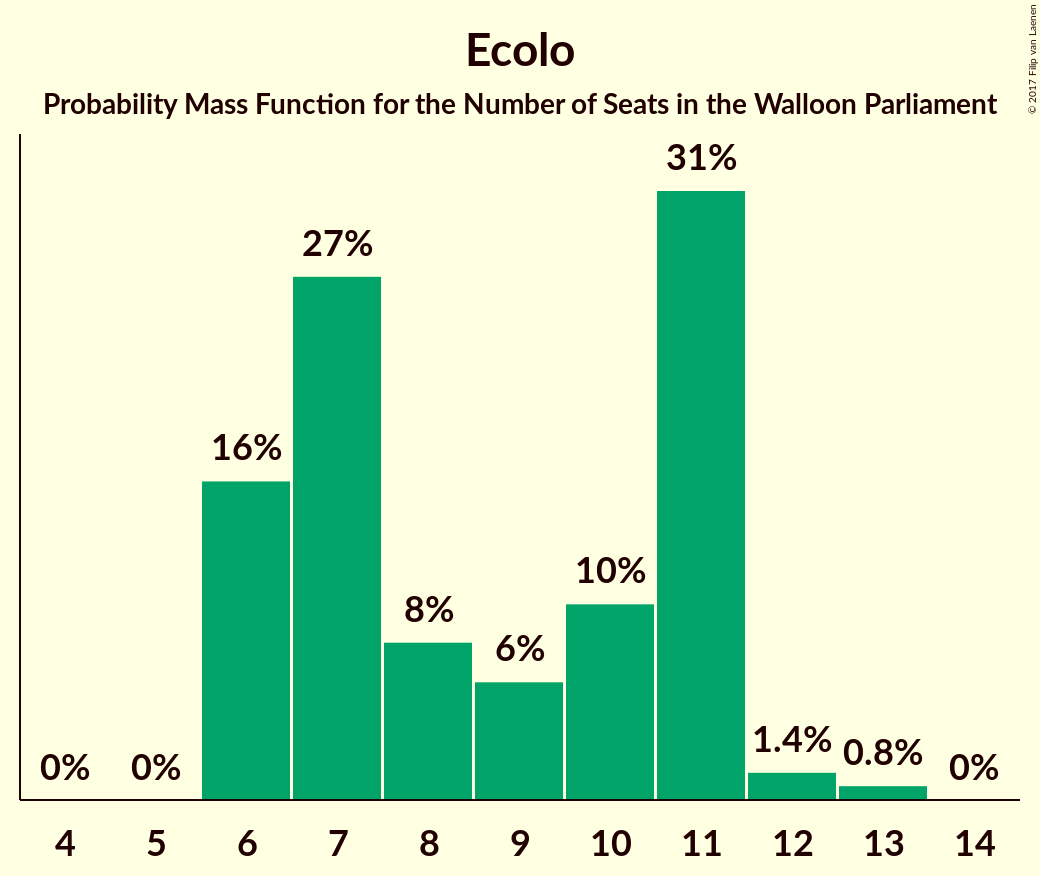 Ecolo
Probability Mass Function for the Number of Seats in the Walloon Parliament
© 2017 Filip van Laenen
0% 0% 16% 27% 8% 6% 10% 31% 1.4% 0.8% 0%
4 5 6 7 8 9 10 11 12 13 14